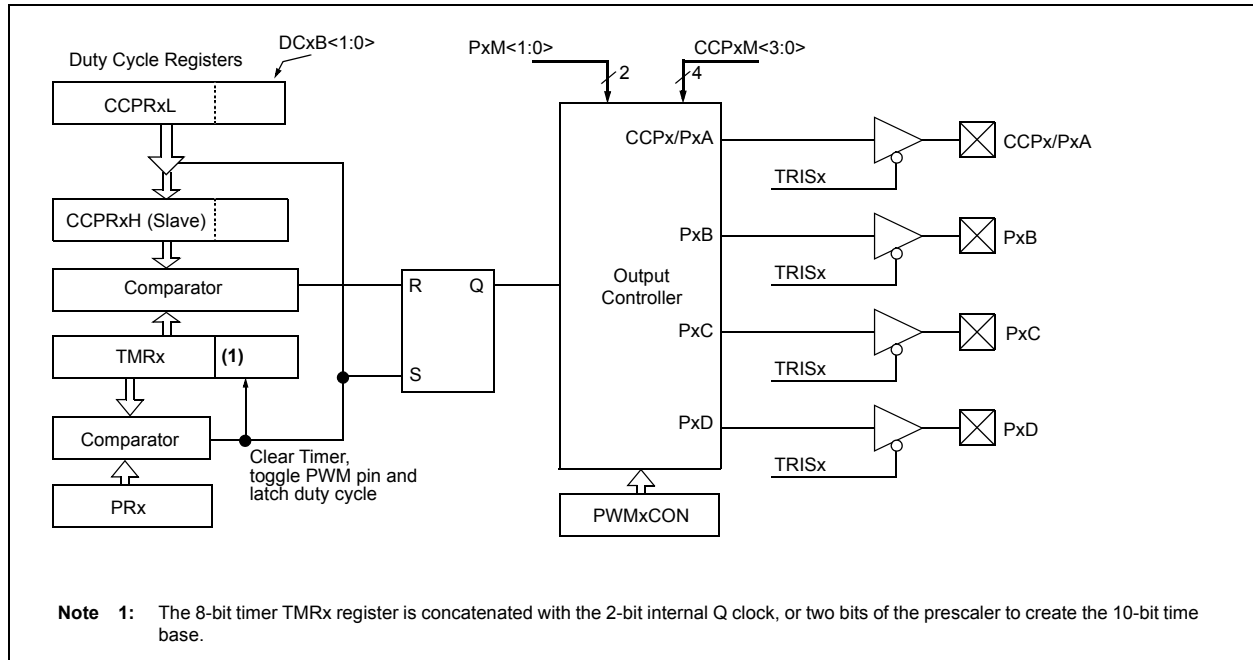 DCxB<1:0>
Duty Cycle Registers
CCPRxL
CCPRxH (Slave)
Comparator
TMRx
(1)
Comparator
PRx
Clear Timer,
toggle PWM pin and
latch duty cycle
R
Q
S
PxM<1:0>
2
CCPxM<3:0>
4
Output
Controller
CCPx/PxA
PxB
PxC
PxD
PWMxCON
TRISx
CCPx/PxA
TRISx
PxB
TRISx
PxC
TRISx
PxD
Note 1: The 8-bit timer TMRx register is concatenated with the 2-bit internal Q clock, or two bits of the prescaler to create the 10-bit time
base.